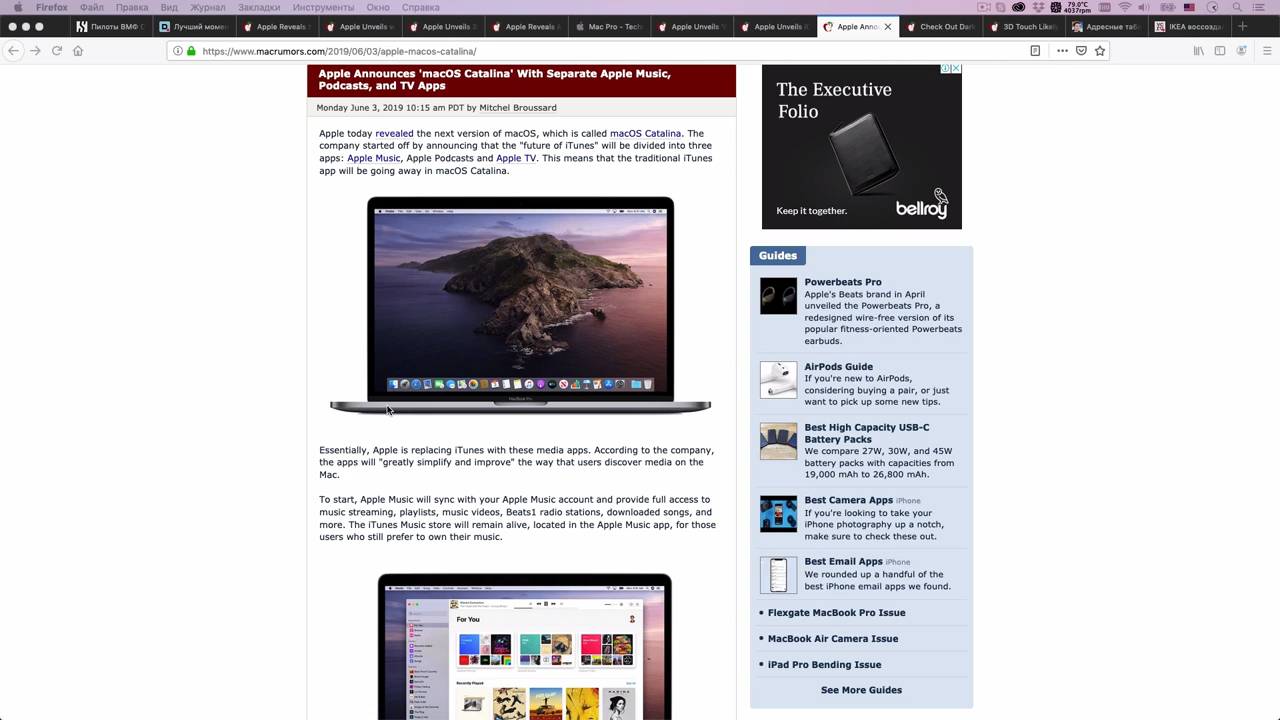 Firefox Файл Правка Вид Журнал Закладки Инструменты Окно Справка 79.0°C 4037rpm
Пилоты ВМФ С Лучший момен Apple Reveals Apple Unveils Apple Unveils Apple Reveals Mac Pro - Tech Apple Unveils Apple Unveils Apple Anno Check Out Dark 3D Touch Likely Адресные таб IKEA воссозда
https://www.macrumors.com/2019/06/03/apple-macos-catalina/
Apple Announces 'macOS Catalina' With Separate Apple Music,
Podcasts, and TV Apps
Monday June 3, 2019 10:15 am PDT by Mitchel Broussard
Apple today revealed the next version of macOS, which is called macOS Catalina. The
company started off by announcing that the "future of iTunes" will be divided into three
apps: Apple Music, Apple Podcasts and Apple TV. This means that the traditional iTunes
app will be going away in macOS Catalina.
MacBook Pro
Essentially, Apple is replacing iTunes with these media apps. According to the company,
the apps will "greatly simplify and improve" the way that users discover media on the
Mac.
To start, Apple Music will sync with your Apple Music account and provide full access to
music streaming, playlists, music videos, Beats1 radio stations, downloaded songs, and
more. The iTunes Music store will remain alive, located in the Apple Music app, for those
users who still prefer to own their music.
For You
Recently Played
The Executive
Folio
Keep it together.
bellroy
Guides
Powerbeats Pro
Apple's Beats brand in April
unveiled the Powerbeats Pro, a
redesigned wire-free version of its
popular fitness-oriented Powerbeats
earbuds.
AirPods Guide
If you're new to AirPods,
considering buying a pair, or just
want to pick up some new tips.
Best High Capacity USB-C
Battery Packs
We compare 27W, 30W, and 45W
battery packs with capacities from
19,000 mAh to 26,800 mAh.
Best Camera Apps iPhone
If you're looking to take your
iPhone photography up a notch,
make sure to check these out.
Best Email Apps iPhone
We rounded up a handful of the
best iPhone email apps we found.
• Flexgate MacBook Pro Issue
• MacBook Air Camera Issue
• iPad Pro Bending Issue
See More Guides